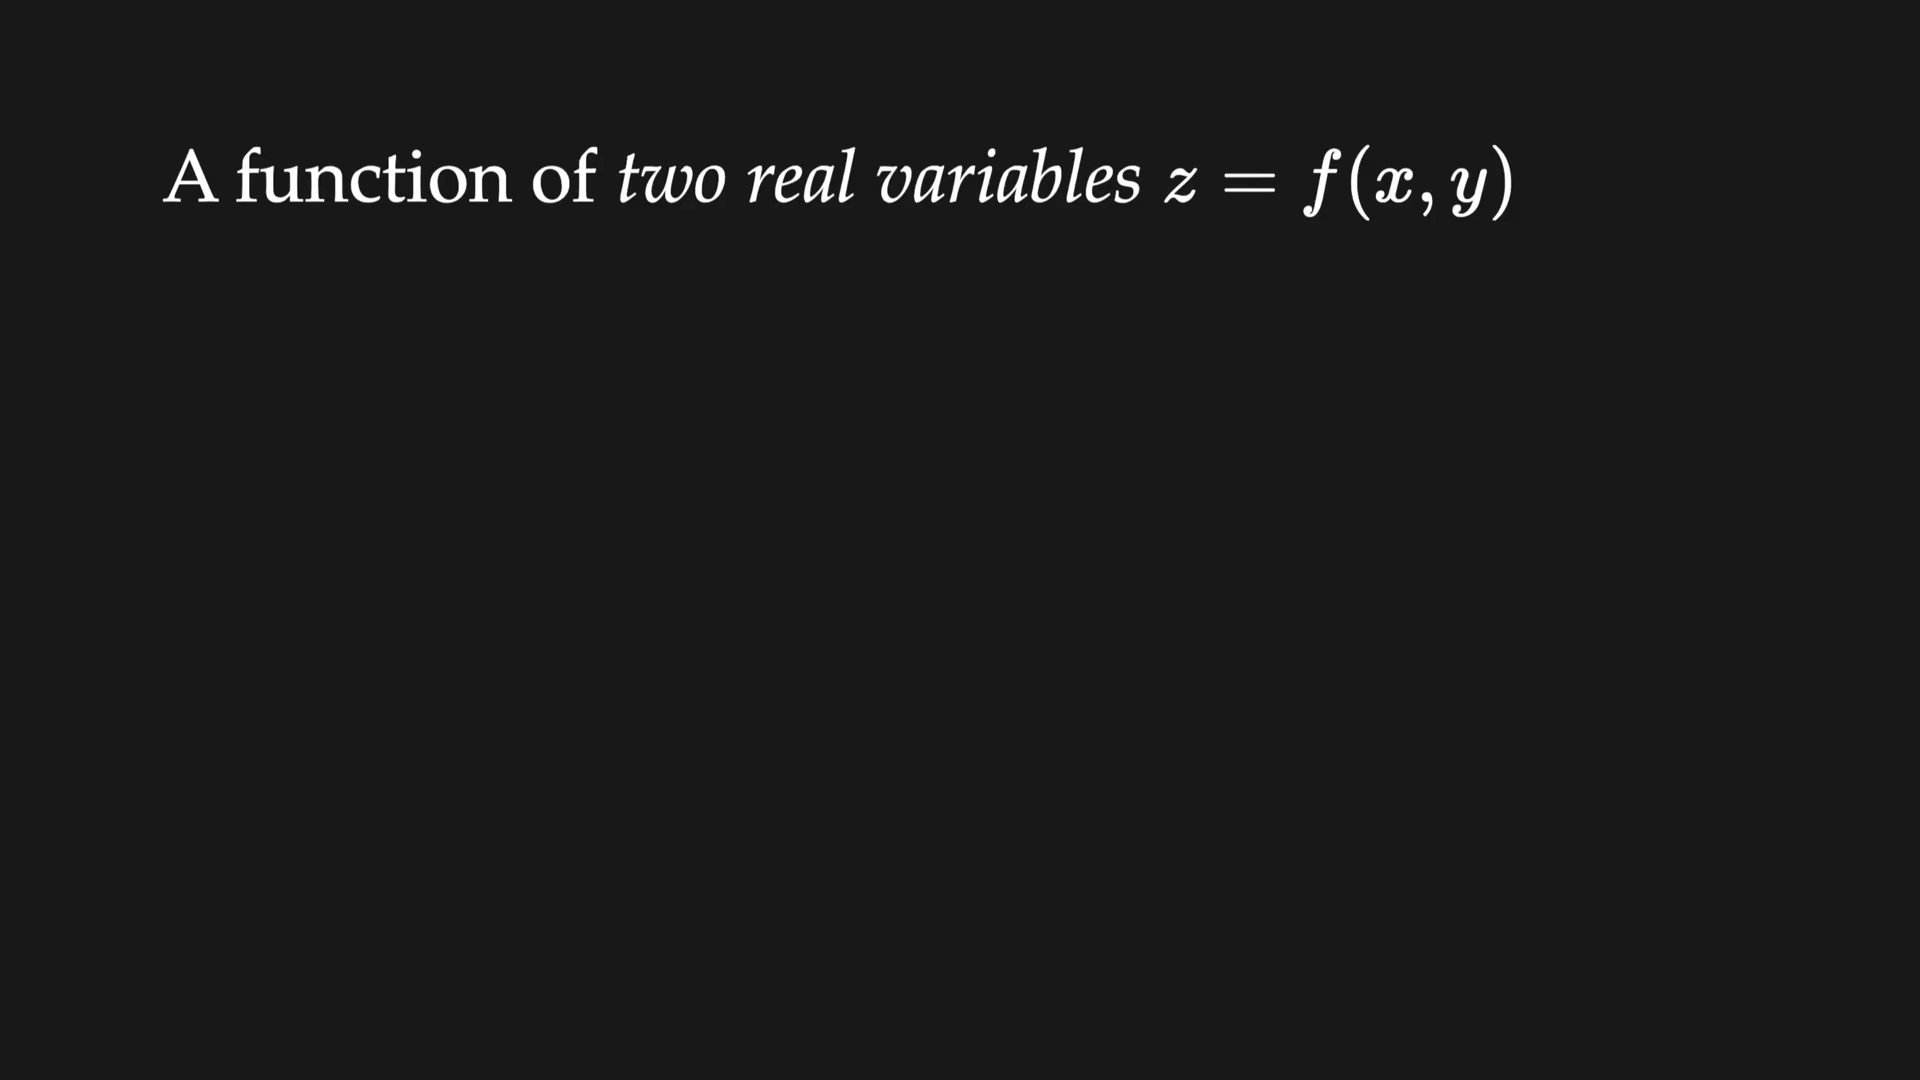 A function of two real variables z = f(x, y)